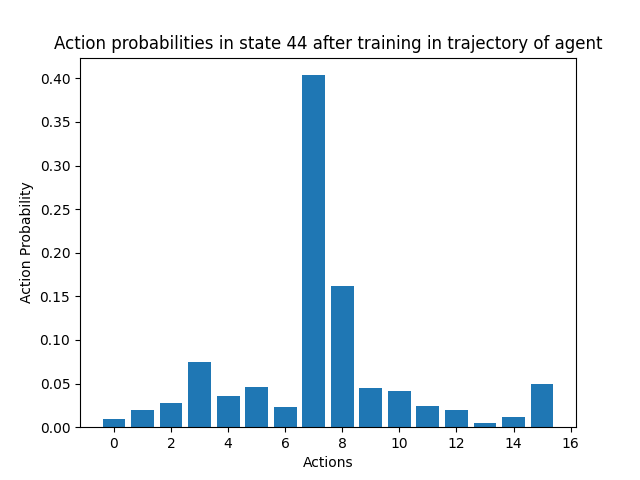 Action probabilities in state 44 after training in trajectory of agent
0.40
0.35
0.30
0.25
0.20
0.15
0.10
0.05
0.00
Action Probability
0 2 4 6 8 10 12 14 16
Actions